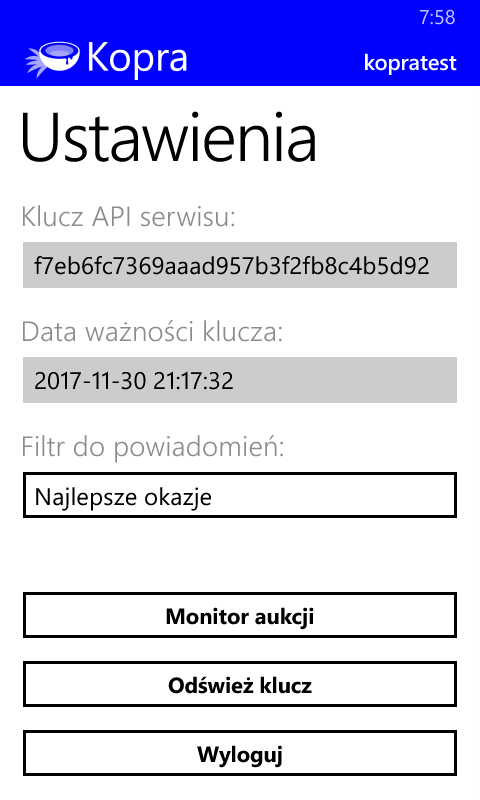 7:58
Kopra
kopratest
Ustawienia
Klucz API serwisu:
f7eb6fc7369aaad957b3f2fb8c4b5d92
Data ważności klucza:
2017-11-30 21:17:32
Filtr do powiadomień:
Najlepsze okazje
Monitor aukcji
Odśwież klucz
Wyloguj